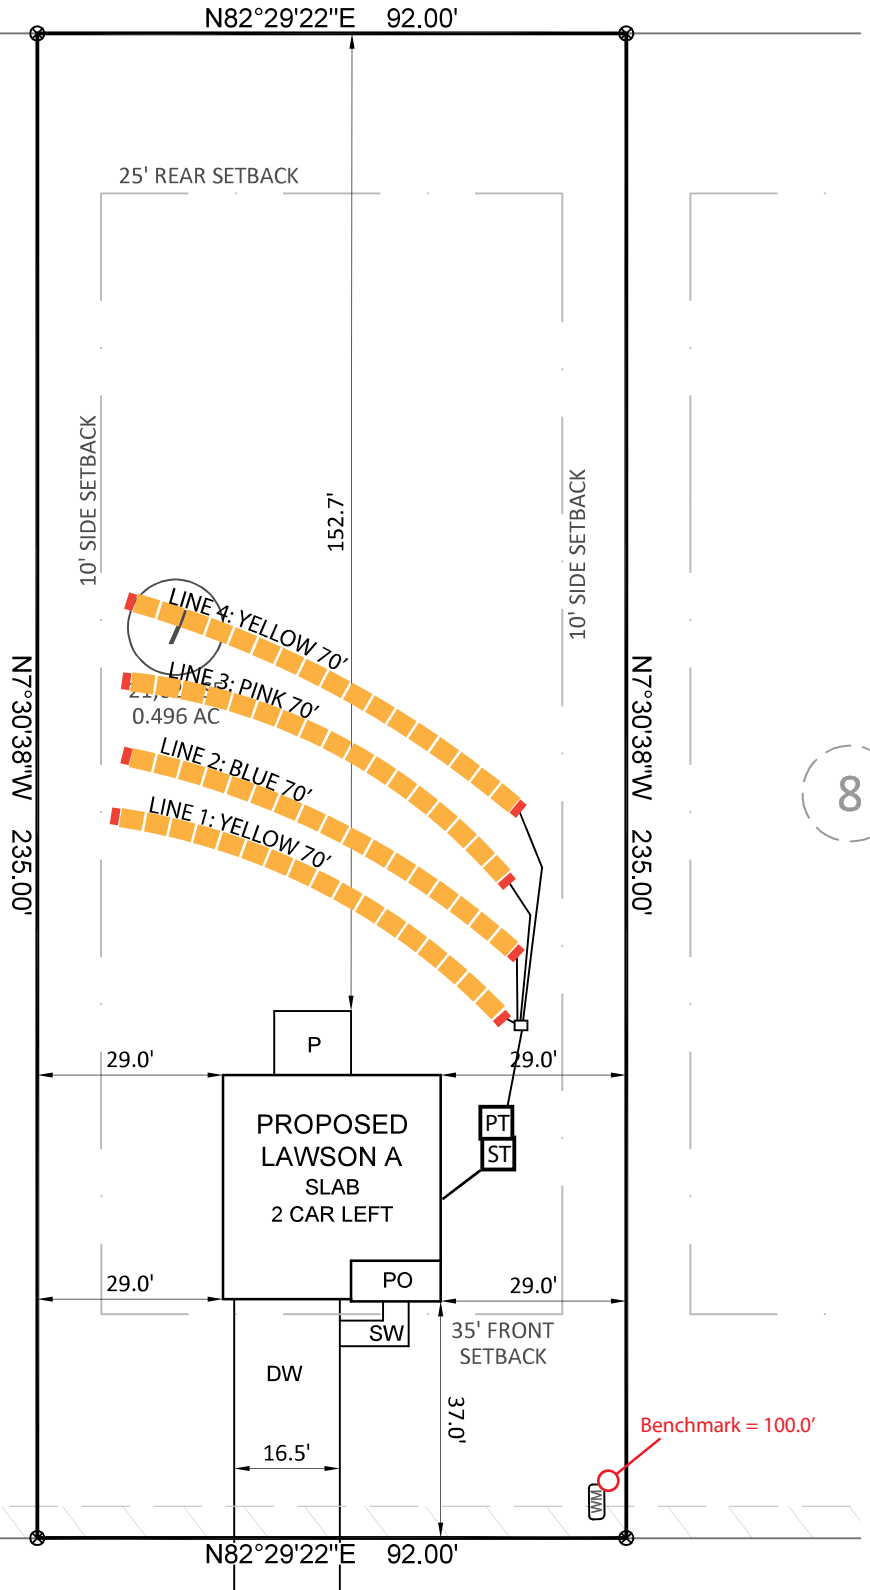 N82°29'22"E 92.00'
25' REAR SETBACK
10' SIDE SETBACK
152.7'
10' SIDE SETBACK
LINE 4: YELLOW 70'
LINE 3: PINK 70'
0.496 AC
LINE 2: BLUE 70'
LINE 1: YELLOW 70'
N7°30'38"W 235.00'
N7°30'38"W 235.00'
8
P
29.0'
29.0'
PROPOSED
LAWSON A
SLAB
2 CAR LEFT
PT
ST
PO
29.0'
29.0'
SW
35' FRONT
SETBACK
DW
37.0'
16.5'
Benchmark = 100.0'
WM
N82°29'22"E 92.00'